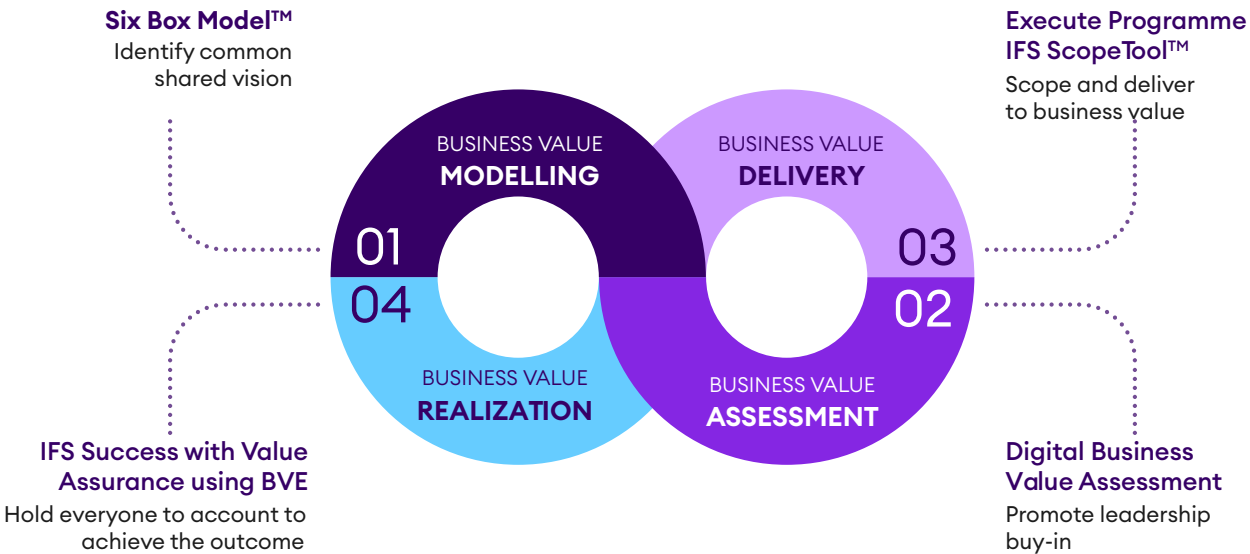 Six Box Model™
Identify common
shared vision
Execute Programme
IFS ScopeTool™
Scope and deliver
to business value
BUSINESS VALUE
MODELLING
BUSINESS VALUE
DELIVERY
01
03
04
02
BUSINESS VALUE
REALIZATION
BUSINESS VALUE
ASSESSMENT
IFS Success with Value
Assurance using BVE
Hold everyone to account to
achieve the outcome
Digital Business
Value Assessment
Promote leadership
buy-in